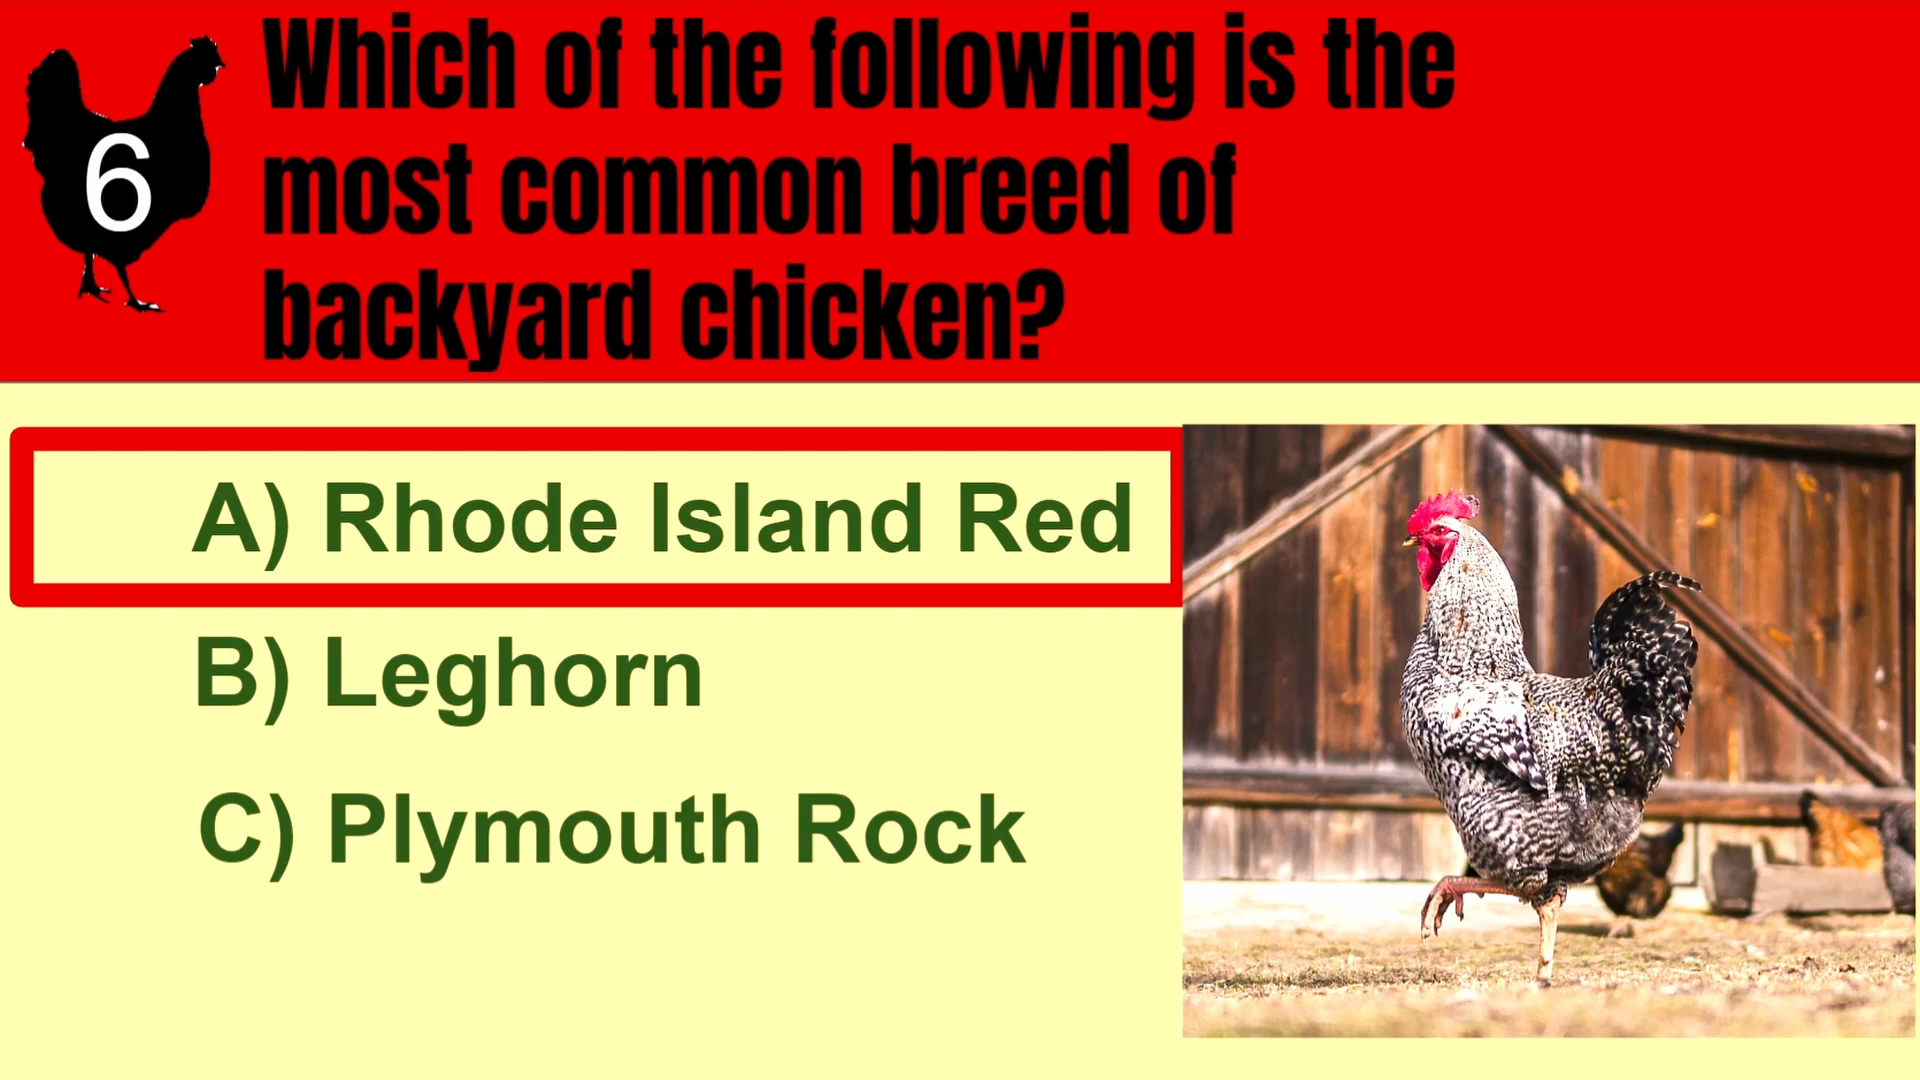 6
Which of the following is the
most common breed of
backyard chicken?
A) Rhode Island Red
B) Leghorn
C) Plymouth Rock